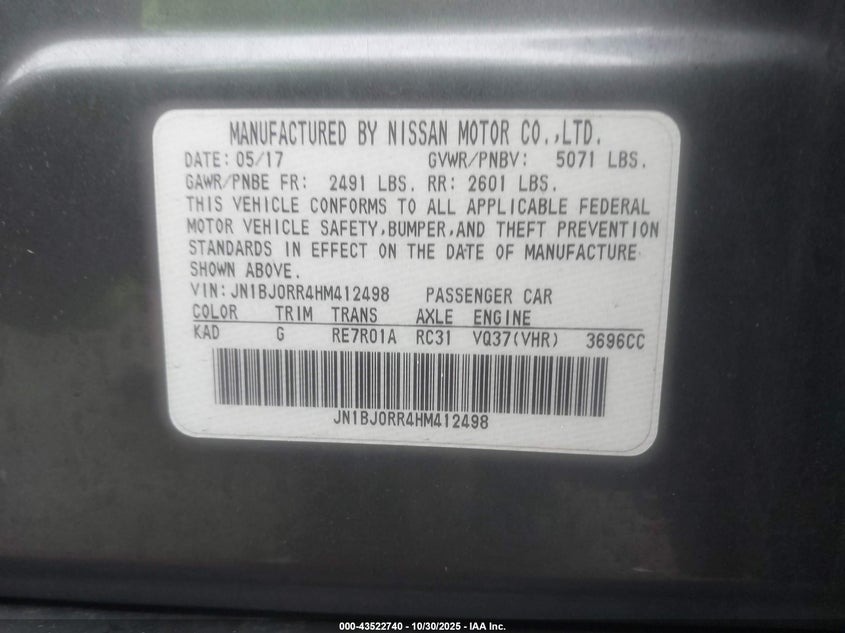 MANUFACTURED BY NISSAN MOTOR CO.,LTD.
DATE: 05/17 GVWR/PNBV: 5071 LBS.
GAWR/PNBE FR: 2491 LBS. RR: 2601 LBS.
THIS VEHICLE CONFORMS TO ALL APPLICABLE FEDERAL
MOTOR VEHICLE SAFETY,BUMPER,AND THEFT PREVENTION
STANDARDS IN EFFECT ON THE DATE OF MANUFACTURE
SHOWN ABOVE.
VIN:JN1BJ0RR4HM412498 PASSENGER CAR
COLOR TRIM TRANS AXLE ENGINE
KAD G RE7R01A RC31 VQ37(VHR) 3696CC
JN1BJ0RR4HM412498
000-43522740 - 10/30/2025 - IAA Inc.